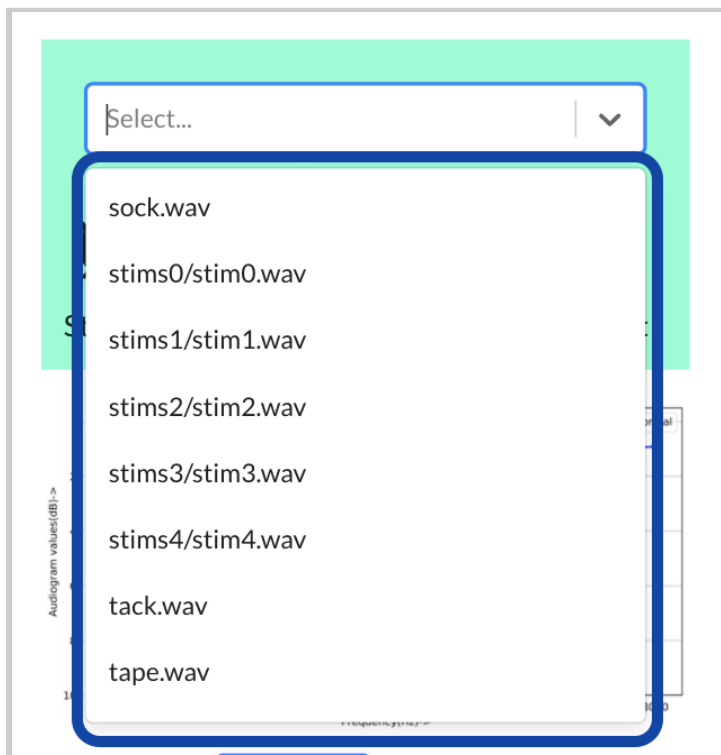 Select...
sock.wav
stims0/stim0.wav
stims1/stim1.wav
stims2/stim2.wav
stims3/stim3.wav
stims4/stim4.wav
tack.wav
tape.wav
Audiogram values(dB)->
Frequency(Hz)->